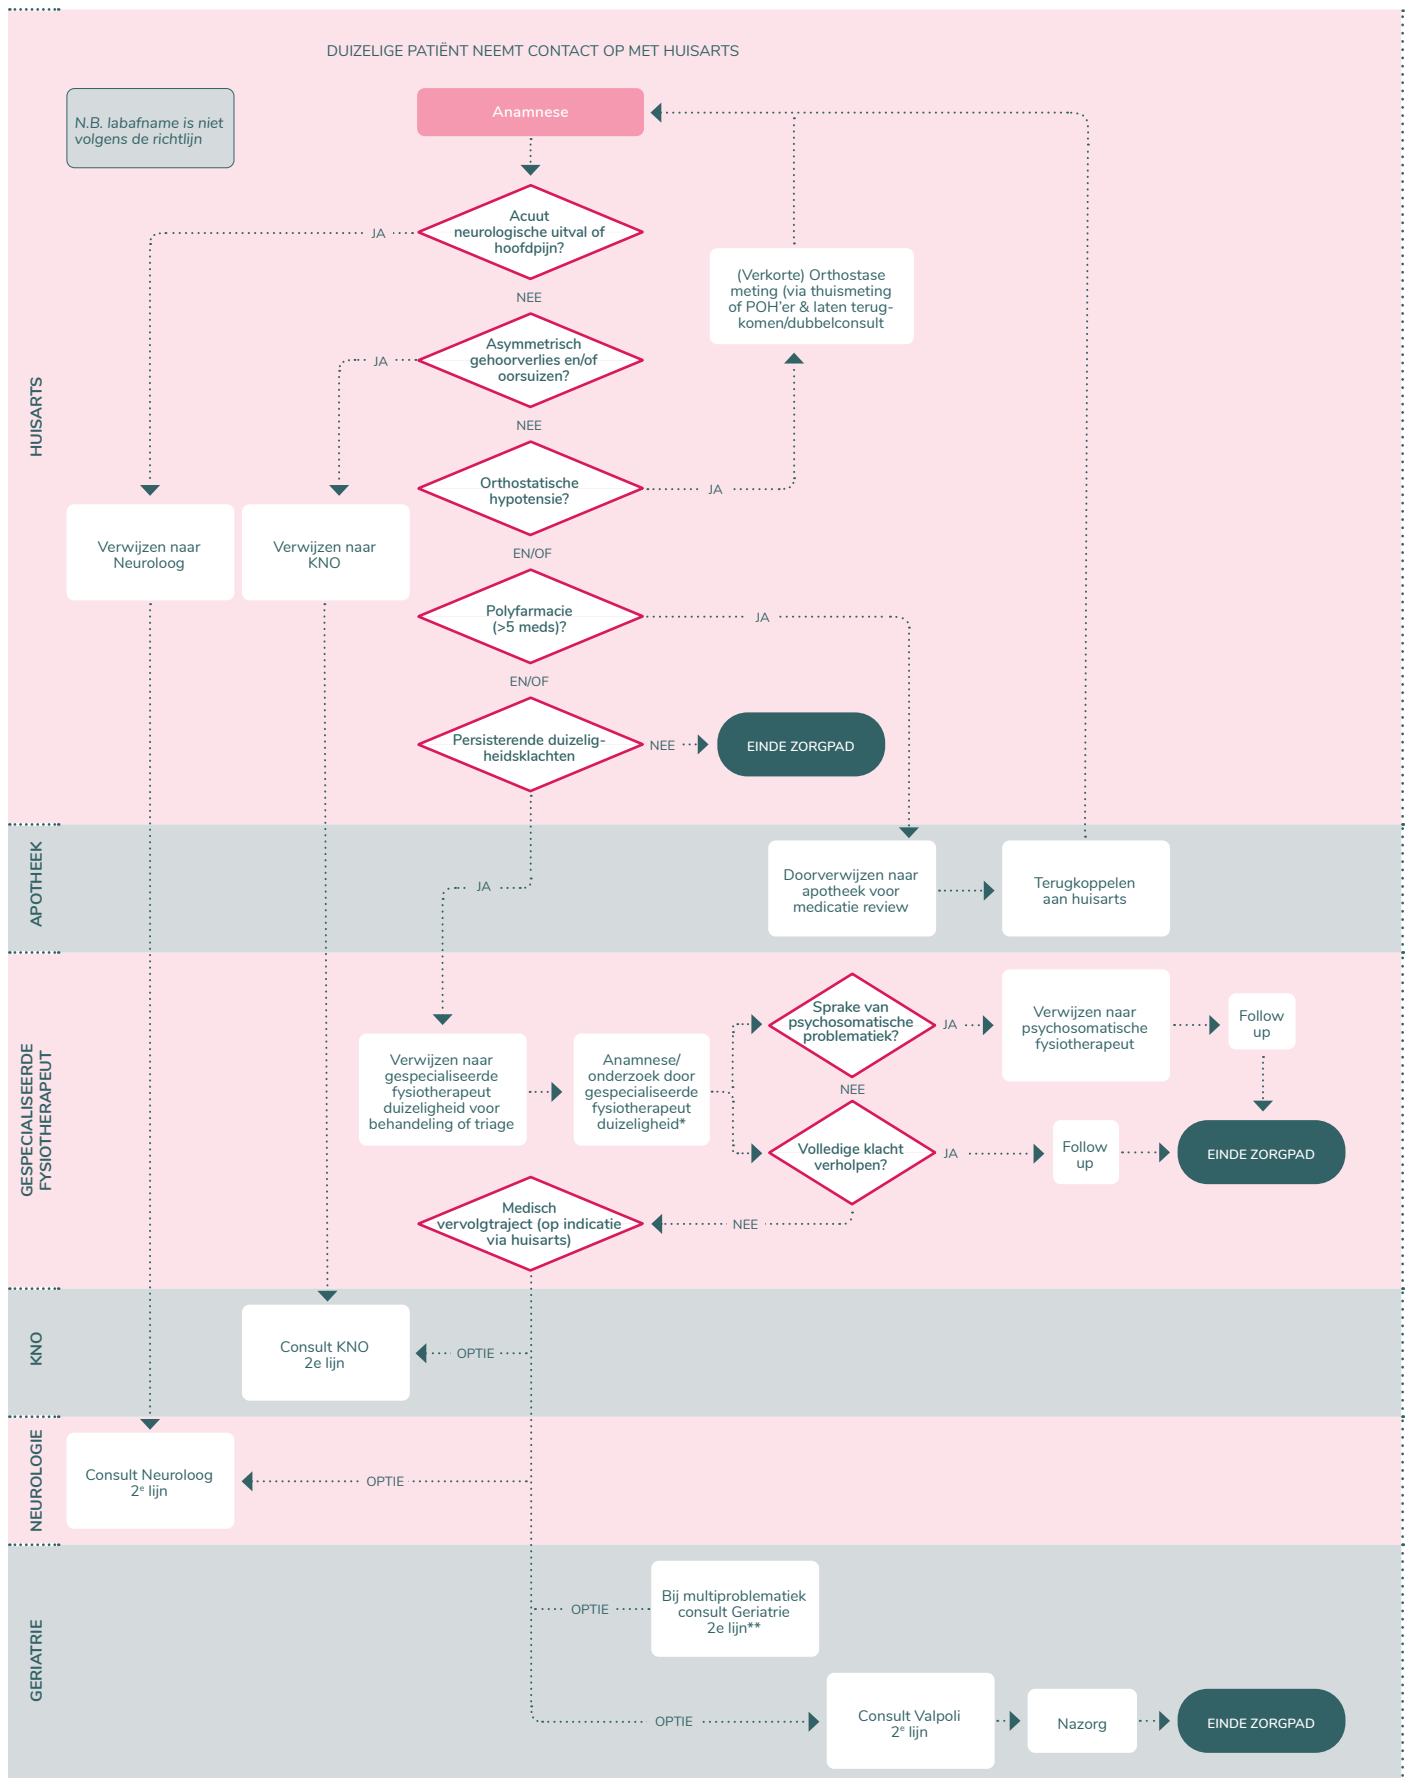 DUIZELIGE PATIËNT NEEMT CONTACT OP MET HUISARTS
N.B. labafname is niet
volgens de richtlijn
Anamnese
Acuut
neurologische uitval of
hoofdpijn?
JA
NEE
(Verkorte) Orthostase
meting (via thuismeting
of POH'er & laten terug-
komen/dubbelconsult
Asymmetrisch
gehoorverlies en/of
oorsuizen?
JA
NEE
HUISARTS
Orthostatische
hypotensie?
JA
Verwijzen naar
Neuroloog
Verwijzen naar
KNO
EN/OF
Polyfarmacie
(>5 meds)?
JA
EN/OF
Persisterende duizelig-
heidsklachten
NEE
EINDE ZORGPAD
APOTHEEK
JA
Doorverwijzen naar
apotheek voor
medicatie review
Terugkoppelen
aan huisarts
GESPECIALISEERDE
FYSIOTHERAPEUT
Verwijzen naar
gespecialiseerde
fysiotherapeut
duizeligheid voor
behandeling of triage
Anamnese/
onderzoek door
gespecialiseerde
fysiotherapeut
duizeligheid*
Sprake van
psychosomatische
problematiek?
JA
Verwijzen naar
psychosomatische
fysiotherapeut
Follow
up
NEE
Volledige klacht
verholpen?
JA
Follow
up
EINDE ZORGPAD
Medisch
vervolgtraject (op indicatie
via huisarts)
NEE
KNO
Consult KNO
2e lijn
OPTIE
NEUROLOGIE
Consult Neuroloog
2ᵉ lijn
OPTIE
GERIATRIE
OPTIE
Bij multiproblematiek
consult Geriatrie
2e lijn**
OPTIE
Consult Valpoli
2ᵉ lijn
Nazorg
EINDE ZORGPAD